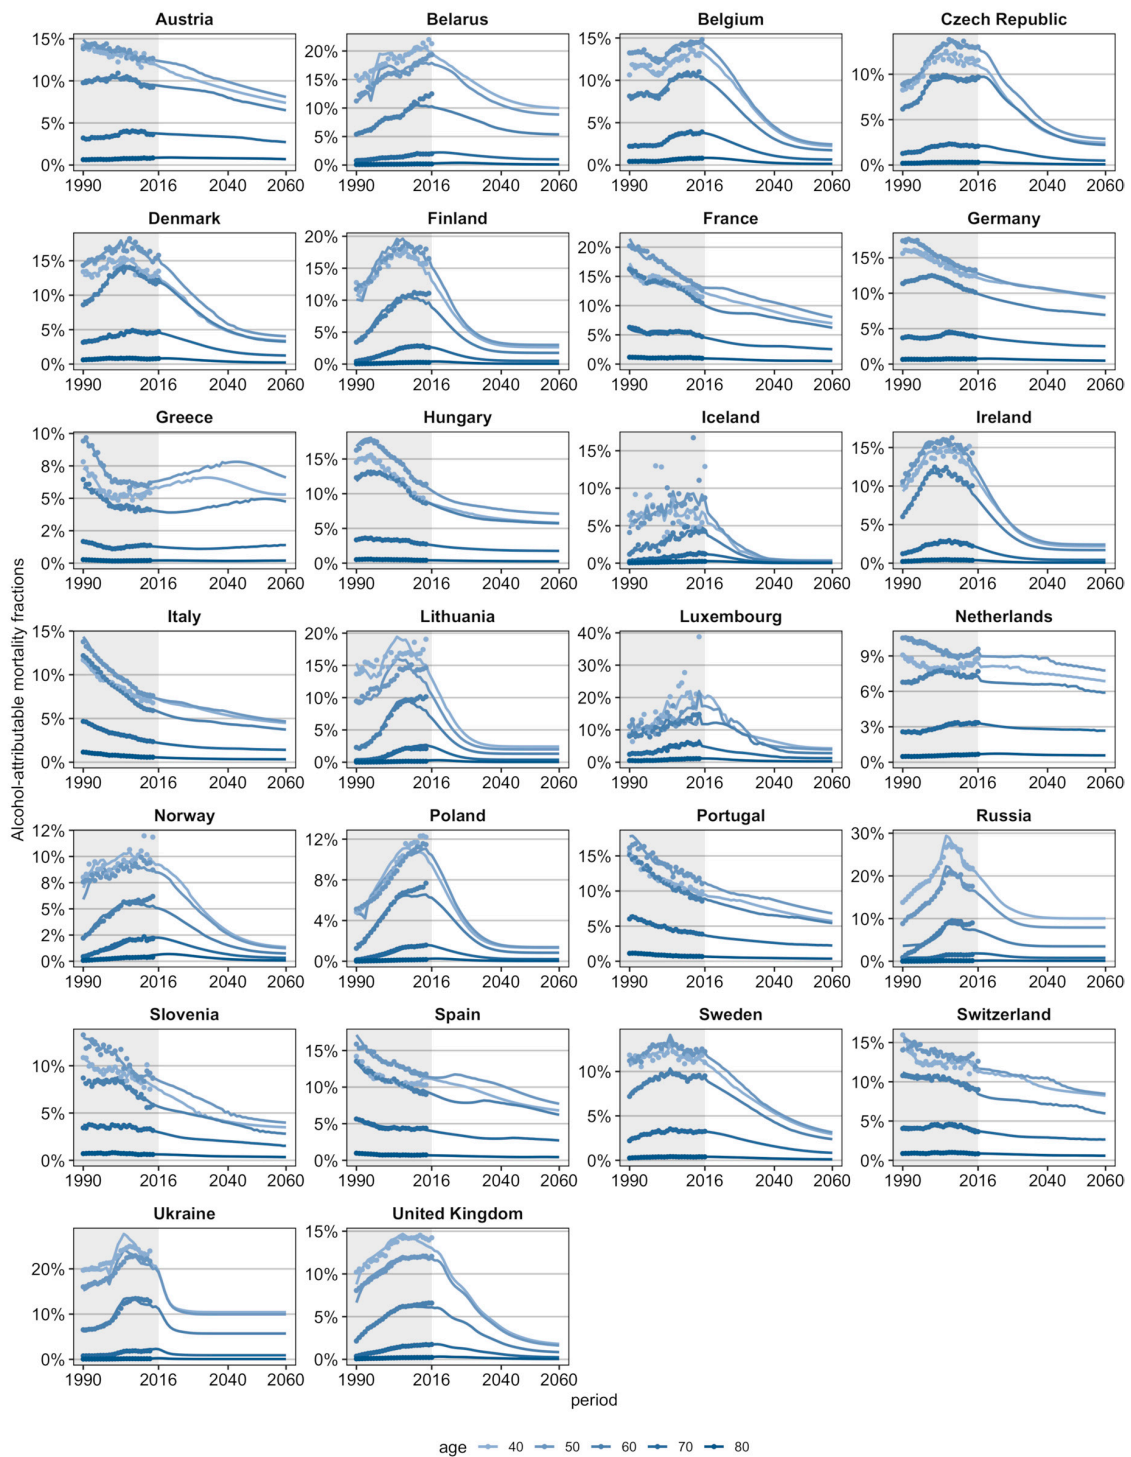 Austria Belarus Belgium Czech Republic
15% 20% 15% 10%
10% 15% 10% 5%
5% 10% 5% 0%
0% 5% 0%
0%
1990 2016 2040 2060 1990 2016 2040 2060 1990 2016 2040 2060 1990 2016 2040 2060
Denmark Finland France Germany
15% 20% 20% 15%
10% 15% 15% 10%
5% 10% 10% 5%
0% 5% 5% 0%
0% 0%
1990 2016 2040 2060 1990 2016 2040 2060 1990 2016 2040 2060 1990 2016 2040 2060
Greece Hungary Iceland Ireland
10% 15% 15% 15%
8% 10% 10% 10%
5% 5% 5% 5%
2% 0% 0% 0%
0%
1990 2016 2040 2060 1990 2016 2040 2060 1990 2016 2040 2060 1990 2016 2040 2060
Alcohol-attributable mortality fractions
Italy Lithuania Luxembourg Netherlands
15% 20% 40% 9%
10% 15% 30% 6%
5% 10% 20% 3%
0% 5% 10% 0%
0% 0%
1990 2016 2040 2060 1990 2016 2040 2060 1990 2016 2040 2060 1990 2016 2040 2060
Norway Poland Portugal Russia
12% 12% 15% 30%
10% 8% 10% 20%
8% 4% 5% 10%
5% 0% 0% 0%
2%
0%
1990 2016 2040 2060 1990 2016 2040 2060 1990 2016 2040 2060 1990 2016 2040 2060
Slovenia Spain Sweden Switzerland
10% 15% 10% 15%
5% 10% 5% 10%
0% 5% 0% 5%
0% 0%
1990 2016 2040 2060 1990 2016 2040 2060 1990 2016 2040 2060 1990 2016 2040 2060
Ukraine United Kingdom
20% 15%
10% 10%
0% 5%
0%
1990 2016 2040 2060 1990 2016 2040 2060
period
age 40 50 60 70 80